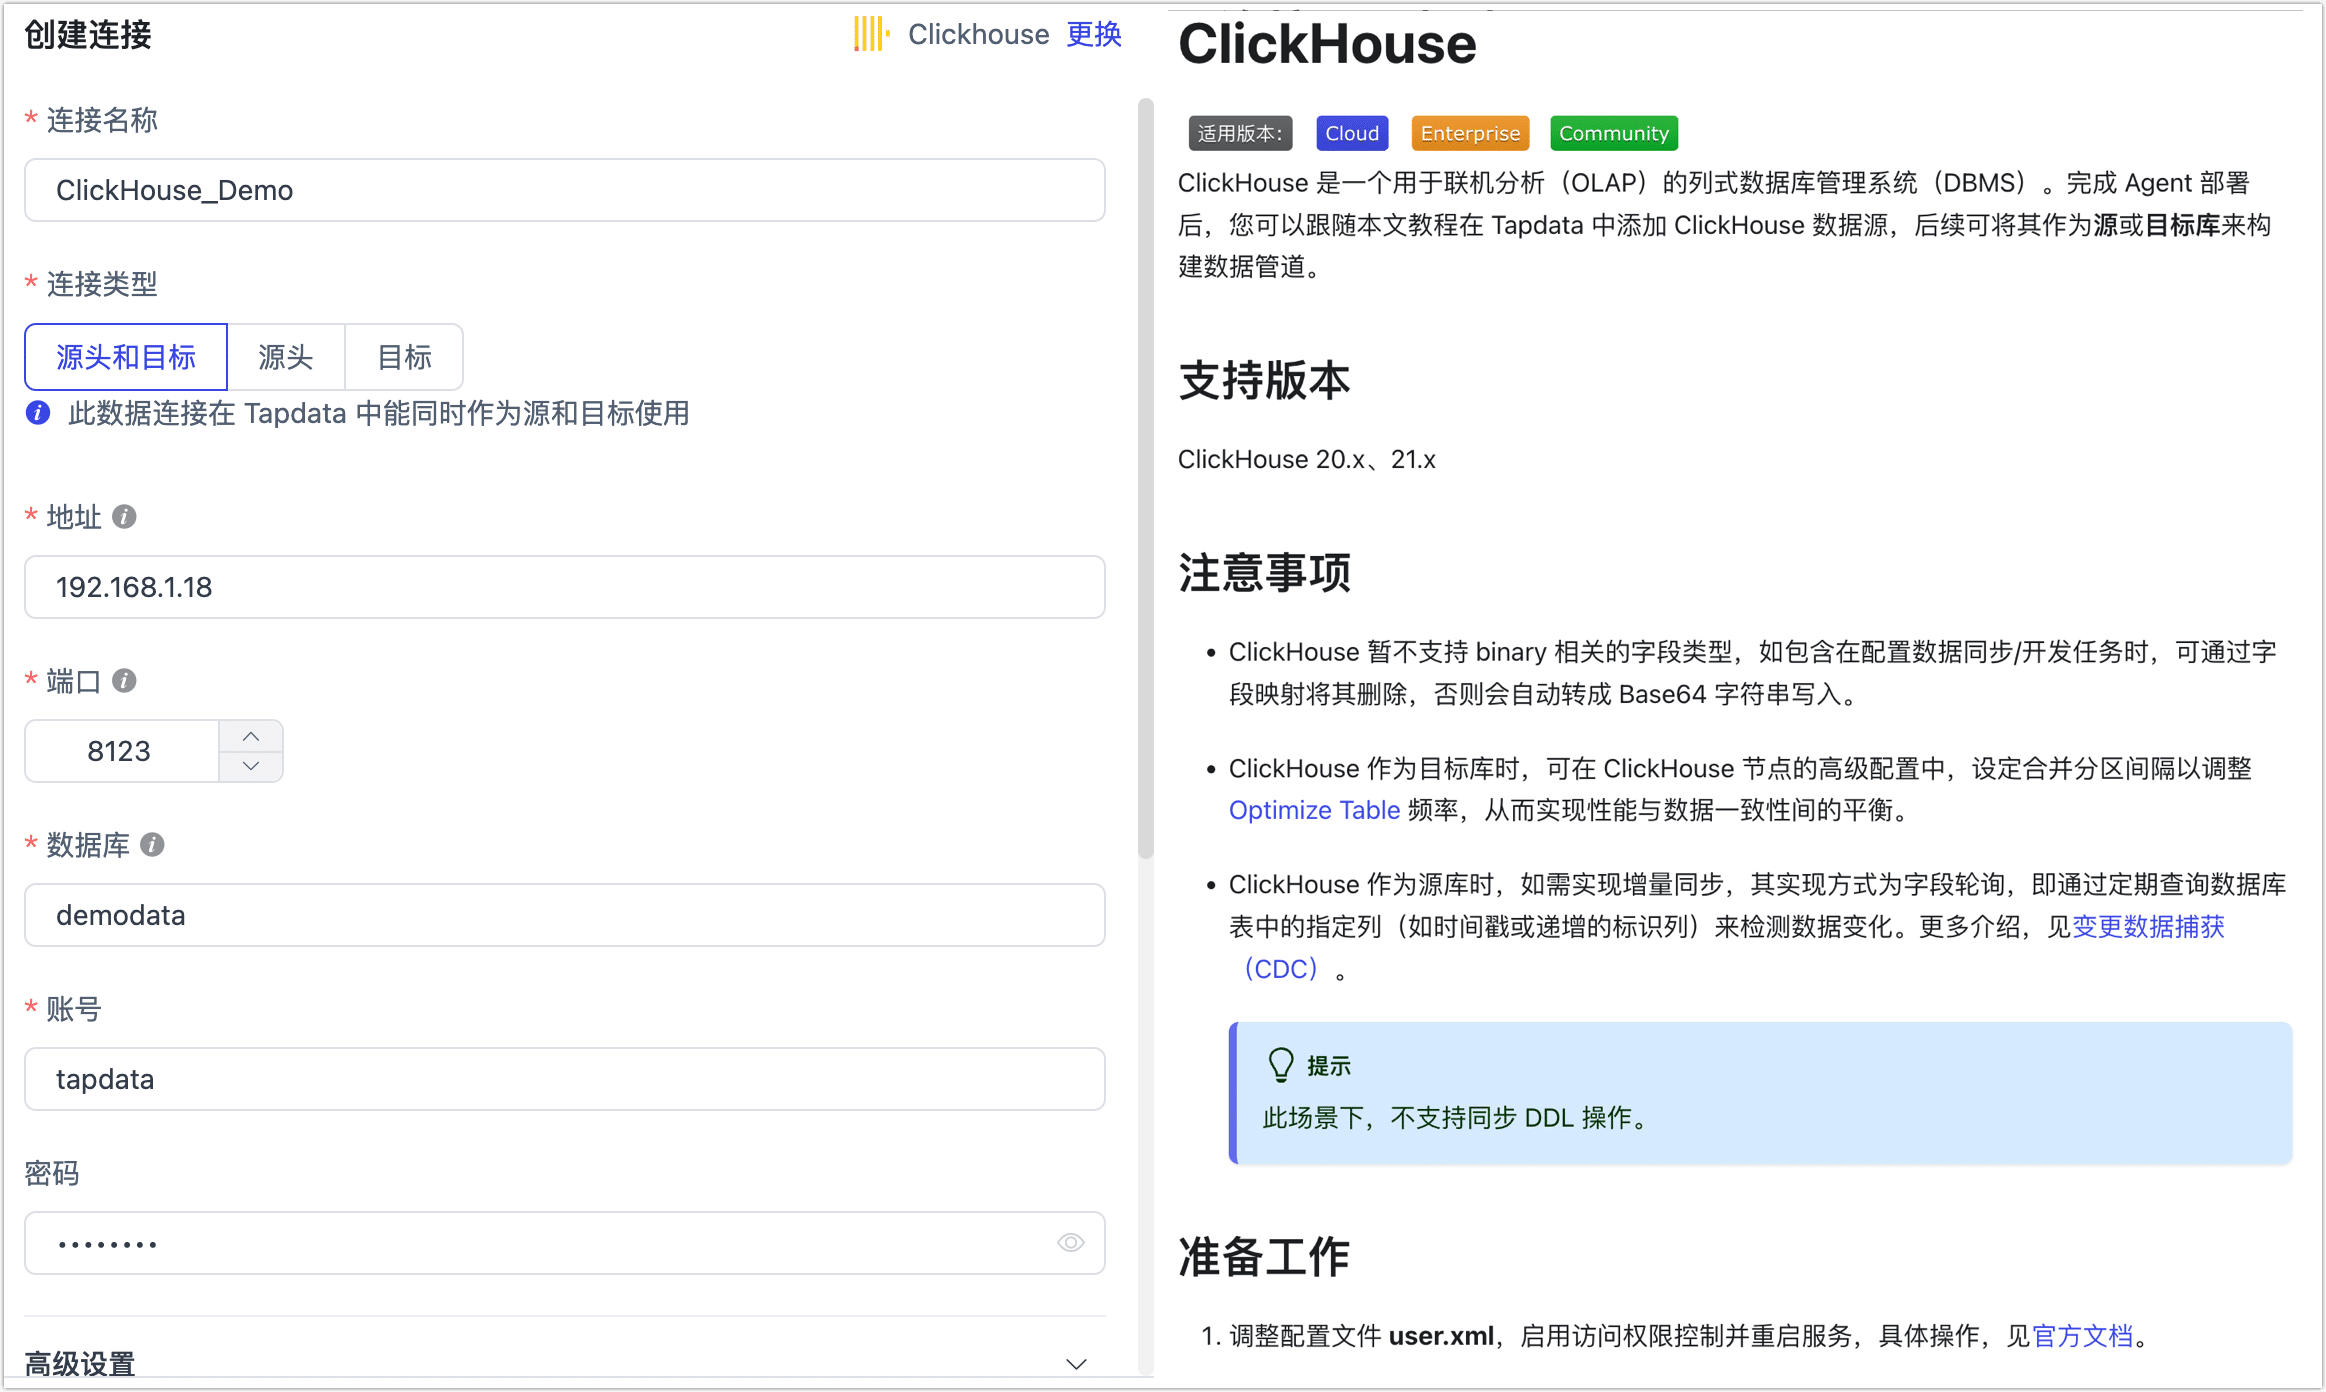 创建连接
Clickhouse 更换
* 连接名称
ClickHouse_Demo
* 连接类型
源头和目标 源头 目标
此数据连接在 Tapdata 中能同时作为源和目标使用
* 地址
192.168.1.18
* 端口
8123
* 数据库
demodata
* 账号
tapdata
密码
••••••••
高级设置
ClickHouse
适用版本: Cloud Enterprise Community
ClickHouse 是一个用于联机分析（OLAP）的列式数据库管理系统（DBMS）。完成 Agent 部署
后，您可以跟随本文教程在 Tapdata 中添加 ClickHouse 数据源，后续可将其作为源或目标库来构
建数据管道。
支持版本
ClickHouse 20.x、21.x
注意事项
• ClickHouse 暂不支持 binary 相关的字段类型，如包含在配置数据同步/开发任务时，可通过字
段映射将其删除，否则会自动转成 Base64 字符串写入。
• ClickHouse 作为目标库时，可在 ClickHouse 节点的高级配置中，设定合并分区间隔以调整
Optimize Table 频率，从而实现性能与数据一致性间的平衡。
• ClickHouse 作为源库时，如需实现增量同步，其实现方式为字段轮询，即通过定期查询数据库
表中的指定列（如时间戳或递增的标识列）来检测数据变化。更多介绍，见变更数据捕获
（CDC）。
提示
此场景下，不支持同步 DDL 操作。
准备工作
1. 调整配置文件 user.xml，启用访问权限控制并重启服务，具体操作，见官方文档。